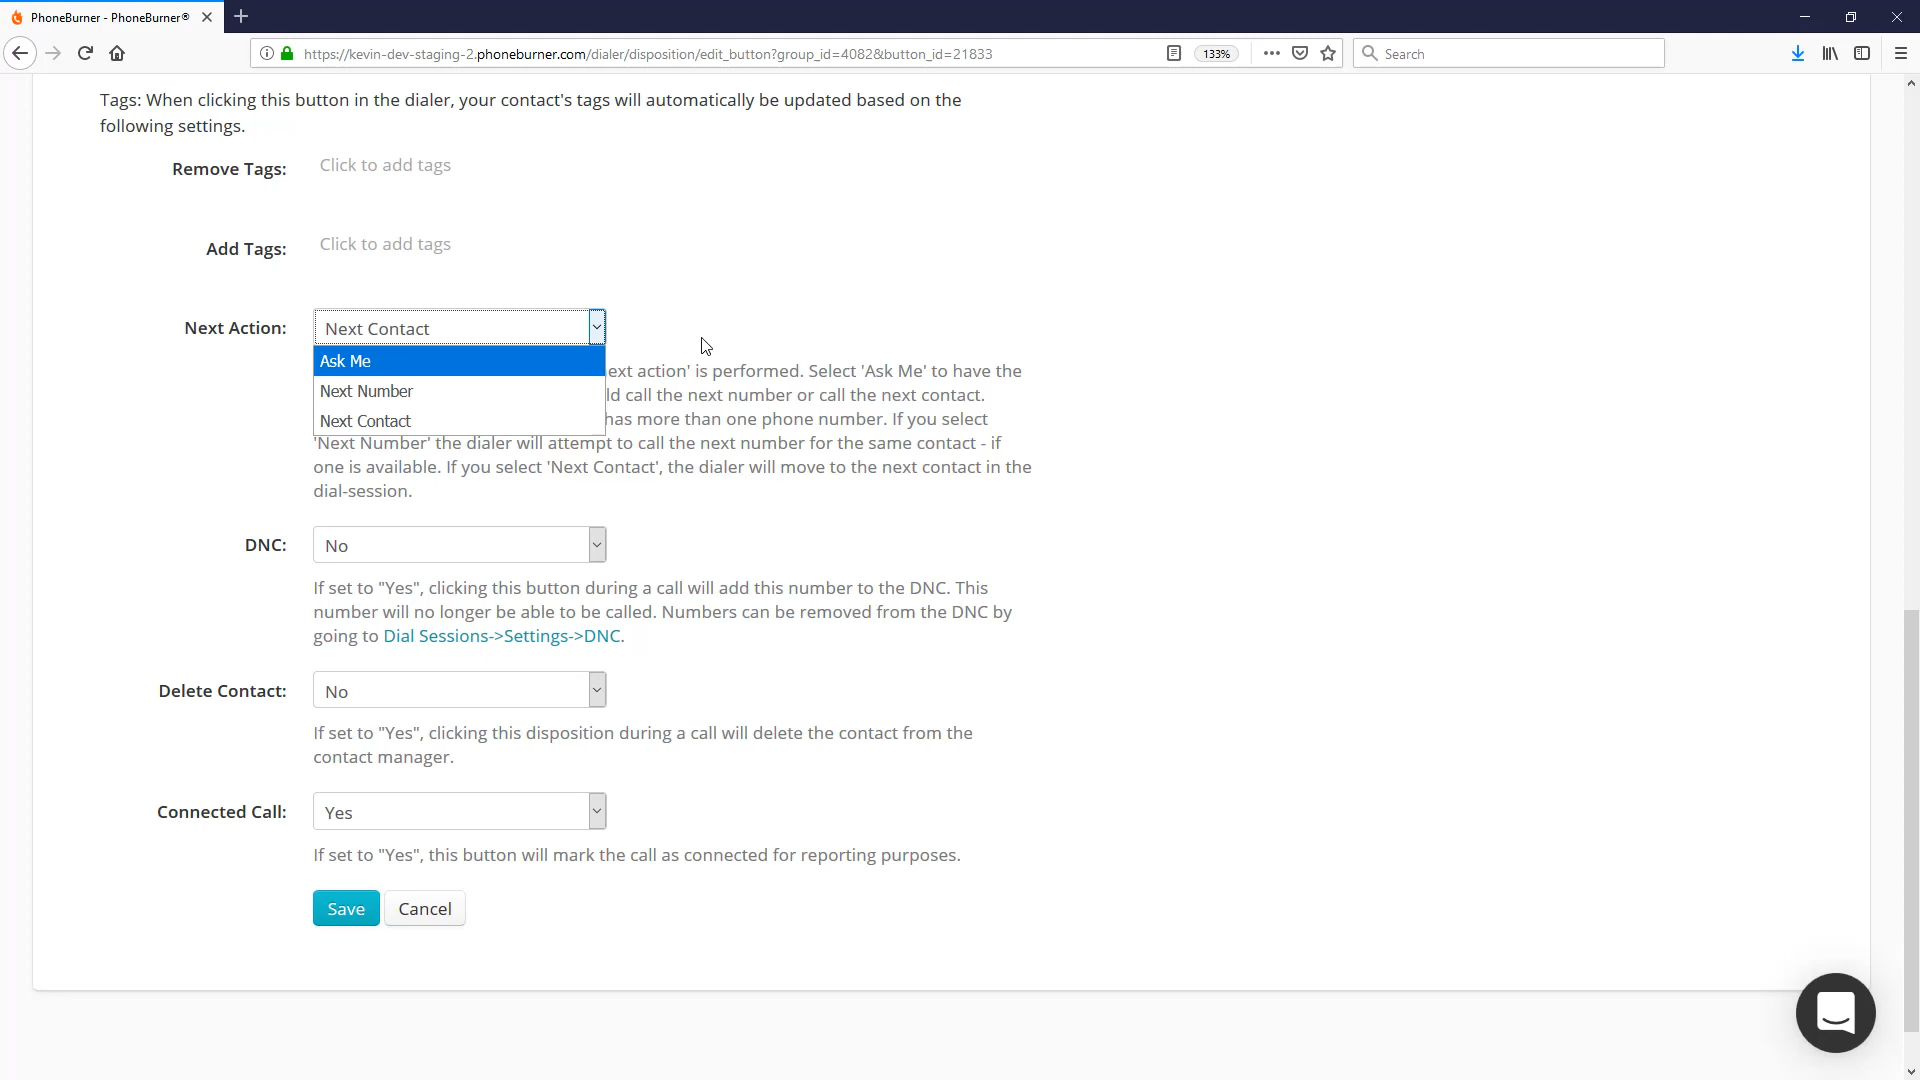 PhoneBurner - PhoneBurner®
https://kevin-dev-staging-2.phoneburner.com/dialer/disposition/edit_button?group_id=4082&button_id=21833
133%
Search
Tags: When clicking this button in the dialer, your contact's tags will automatically be updated based on the
following settings.
Remove Tags:
Click to add tags
Add Tags:
Click to add tags
Next Action:
Next Contact
Ask Me
Next Number
Next Contact
action' is performed. Select 'Ask Me' to have the
call the next number or call the next contact.
has more than one phone number. If you select
'Next Number' the dialer will attempt to call the next number for the same contact - if
one is available. If you select 'Next Contact', the dialer will move to the next contact in the
dial-session.
DNC:
No
If set to "Yes", clicking this button during a call will add this number to the DNC. This
number will no longer be able to be called. Numbers can be removed from the DNC by
going to Dial Sessions->Settings->DNC.
Delete Contact:
No
If set to "Yes", clicking this disposition during a call will delete the contact from the
contact manager.
Connected Call:
Yes
If set to "Yes", this button will mark the call as connected for reporting purposes.
Save
Cancel